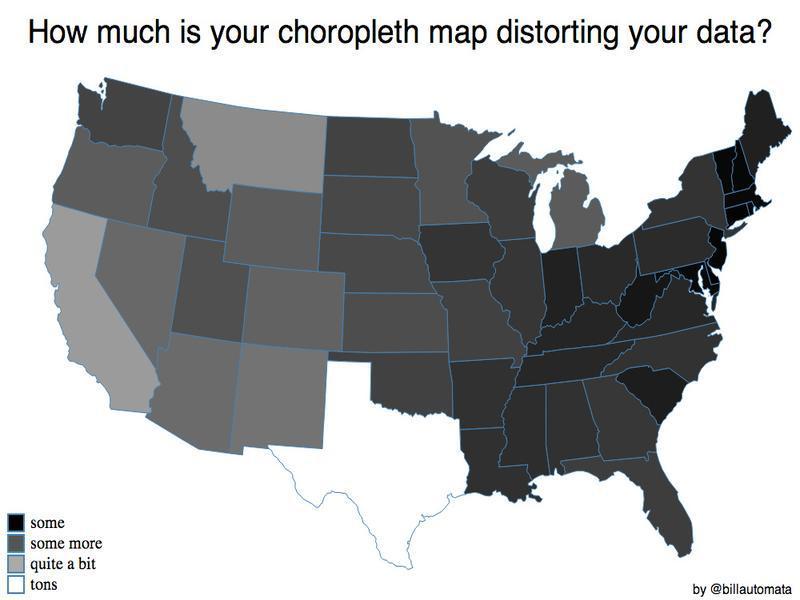 How much is your choropleth map distorting your data?
some
some more
quite a bit
tons
by @billautomata